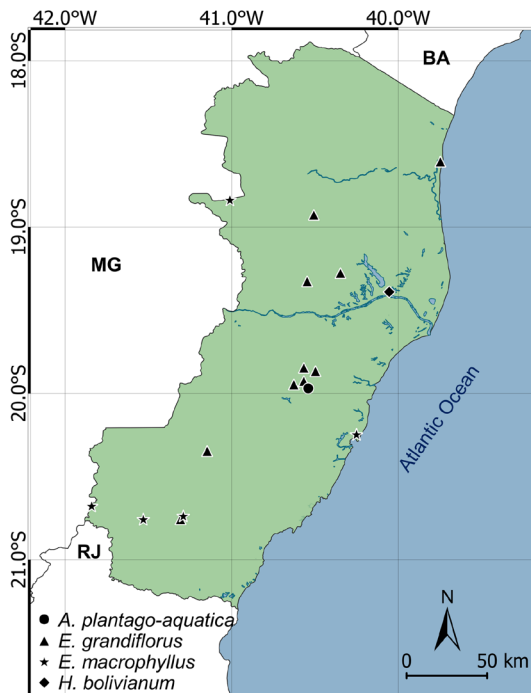 42.0°W 41.0°W 40.0°W
18.0°S
19.0°S
20.0°S
21.0°S
BA
MG
RJ
Atlantic Ocean
A. plantago-aquatica
E. grandiflorus
E. macrophyllus
H. bolivianum
N
0 50 km